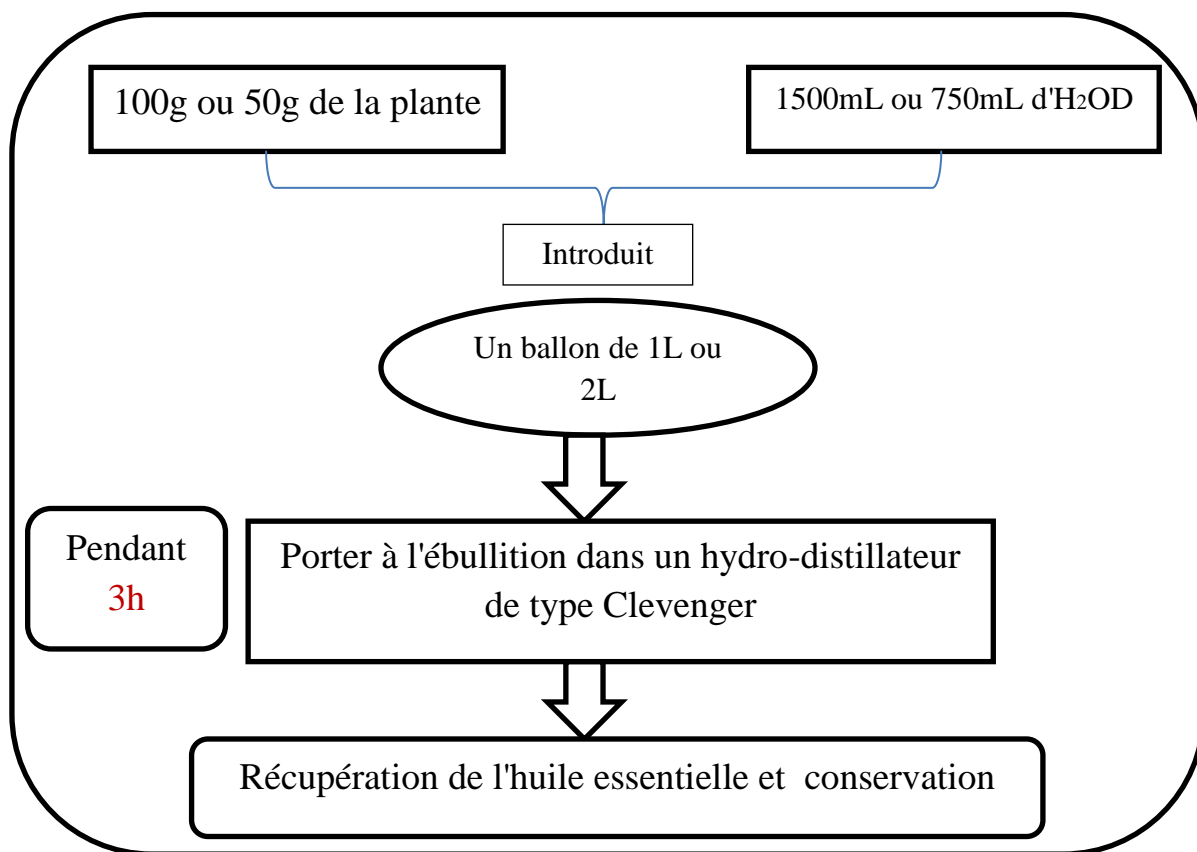 100g ou 50g de la plante
1500mL ou 750mL d'H2OD
Introduit
Un ballon de 1L ou
2L
Pendant
3h
Porter à l'ébullition dans un hydro-distillateur
de type Clevenger
Récupération de l'huile essentielle et conservation